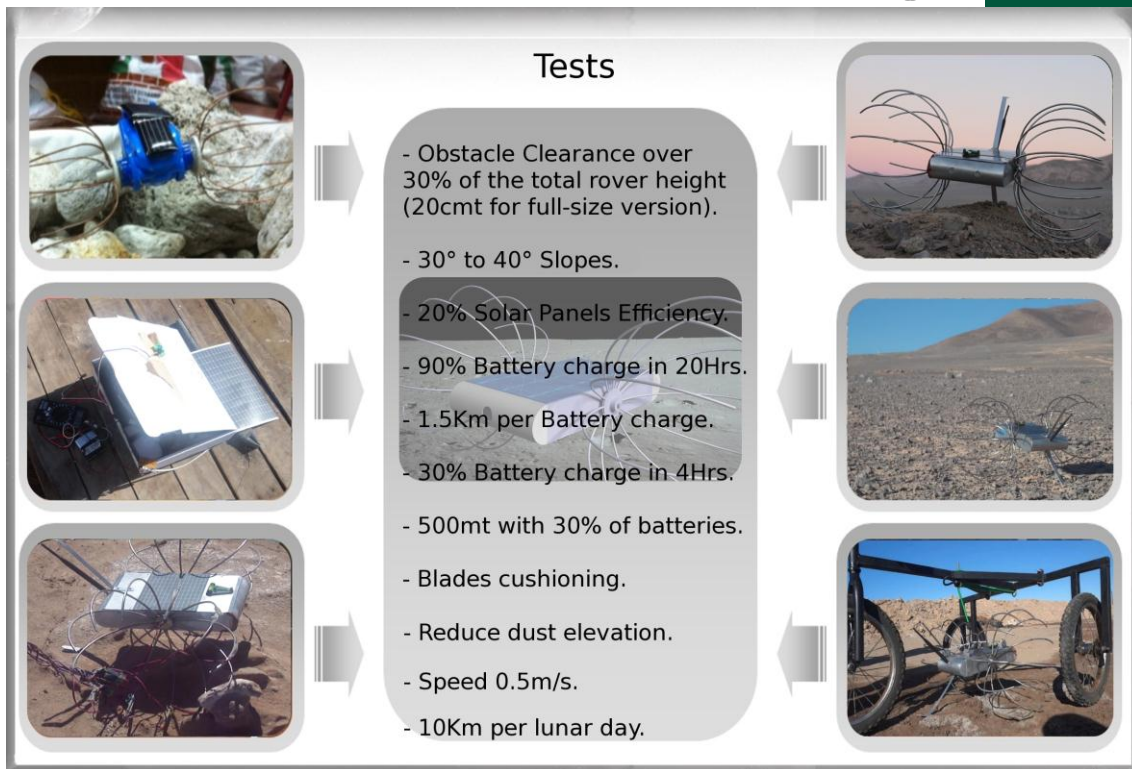 Tests
- Obstacle Clearance over
30% of the total rover height
(20cmt for full-size version).
- 30° to 40° Slopes.
- 20% Solar Panels Efficiency.
- 90% Battery charge in 20Hrs.
- 1.5Km per Battery charge.
- 30% Battery charge in 4Hrs.
- 500mt with 30% of batteries.
- Blades cushioning.
- Reduce dust elevation.
- Speed 0.5m/s.
- 10Km per lunar day.